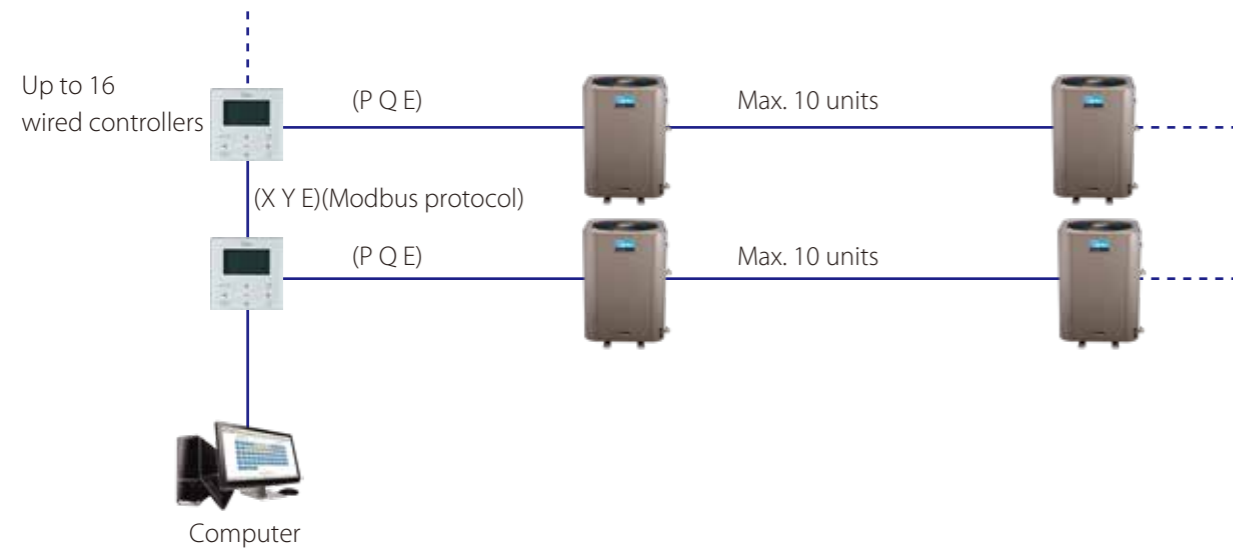 Up to 16
wired controllers
(P Q E)
Max. 10 units
(X Y E)(Modbus protocol)
(P Q E)
Max. 10 units
Computer